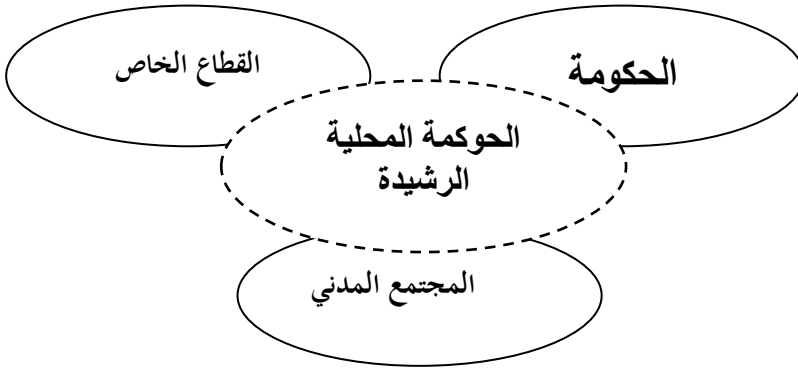 الحكومة
القطاع الخاص
الحوكمة المحلية
الرشيدة
المجتمع المدني